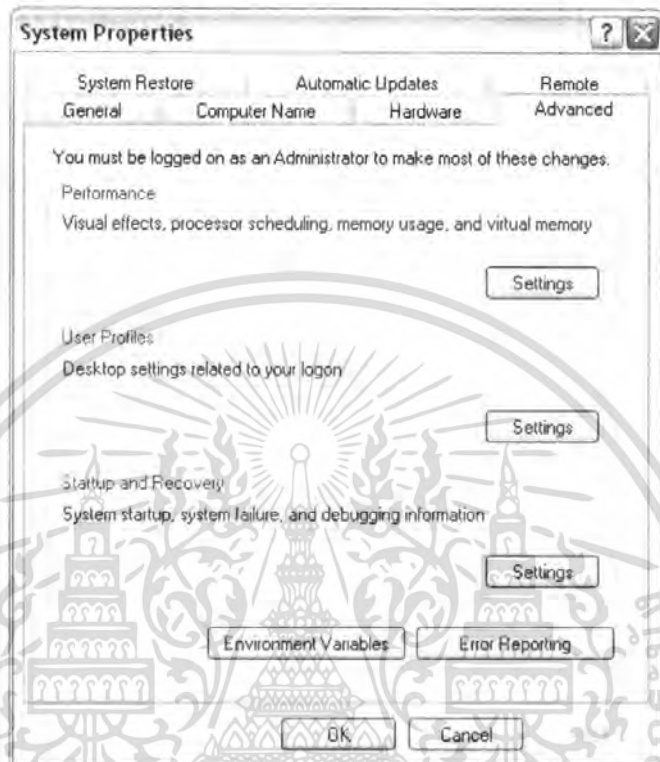 System Properties
System Restore Automatic Updates Remote
General Computer Name Hardware Advanced
You must be logged on as an Administrator to make most of these changes.
Performance
Visual effects, processor scheduling, memory usage, and virtual memory
Settings
User Profiles
Desktop settings related to your logon
Settings
Startup and Recovery
System startup, system failure, and debugging information
Settings
Environment Variables Error Reporting
OK Cancel